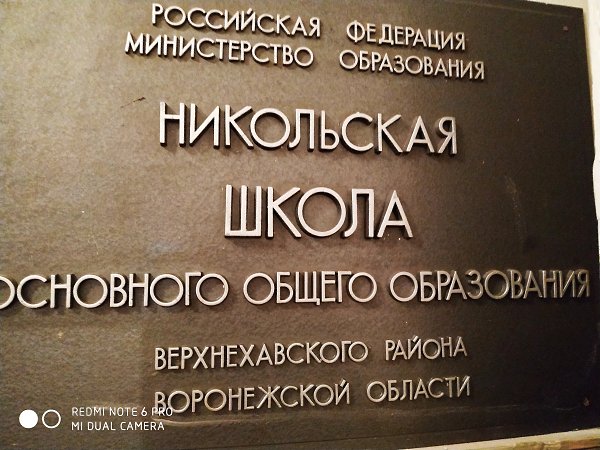 РОССИЙСКАЯ ФЕДЕРАЦИЯ
МИНИСТЕРСТВО ОБРАЗОВАНИЯ
НИКОЛЬСКАЯ
ШКОЛА
ОСНОВНОГО ОБЩЕГО ОБРАЗОВАНИЯ
ВЕРХНЕХАВСКОГО РАЙОНА
ВОРОНЕЖСКОЙ ОБЛАСТИ
REDMI NOTE 6 PRO
MI DUAL CAMERA